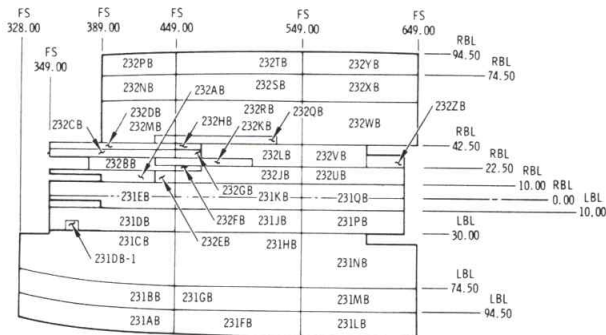 FS 328.00
FS 349.00
FS 389.00
FS 449.00
FS 549.00
FS 649.00
RBL 94.50
RBL 74.50
232PB 232TB 232YB
232NB 232SB 232XB
232AB
232DB
232CB
232MB
232HB
232RB
232KB
232QB
232WB
232ZB
RBL 42.50
232BB
232LB 232VB
RBL 22.50
232GB
232JB 232UB
RBL 10.00
RBL 0.00
LBL 10.00
231EB 231KB 231QB
232FB
231DB 231JB 231PB
LBL 30.00
232EB
231CB 231HB
231DB-1
231NB
LBL 74.50
231BB 231GB 231MB
LBL 94.50
231AB 231FB 231LB